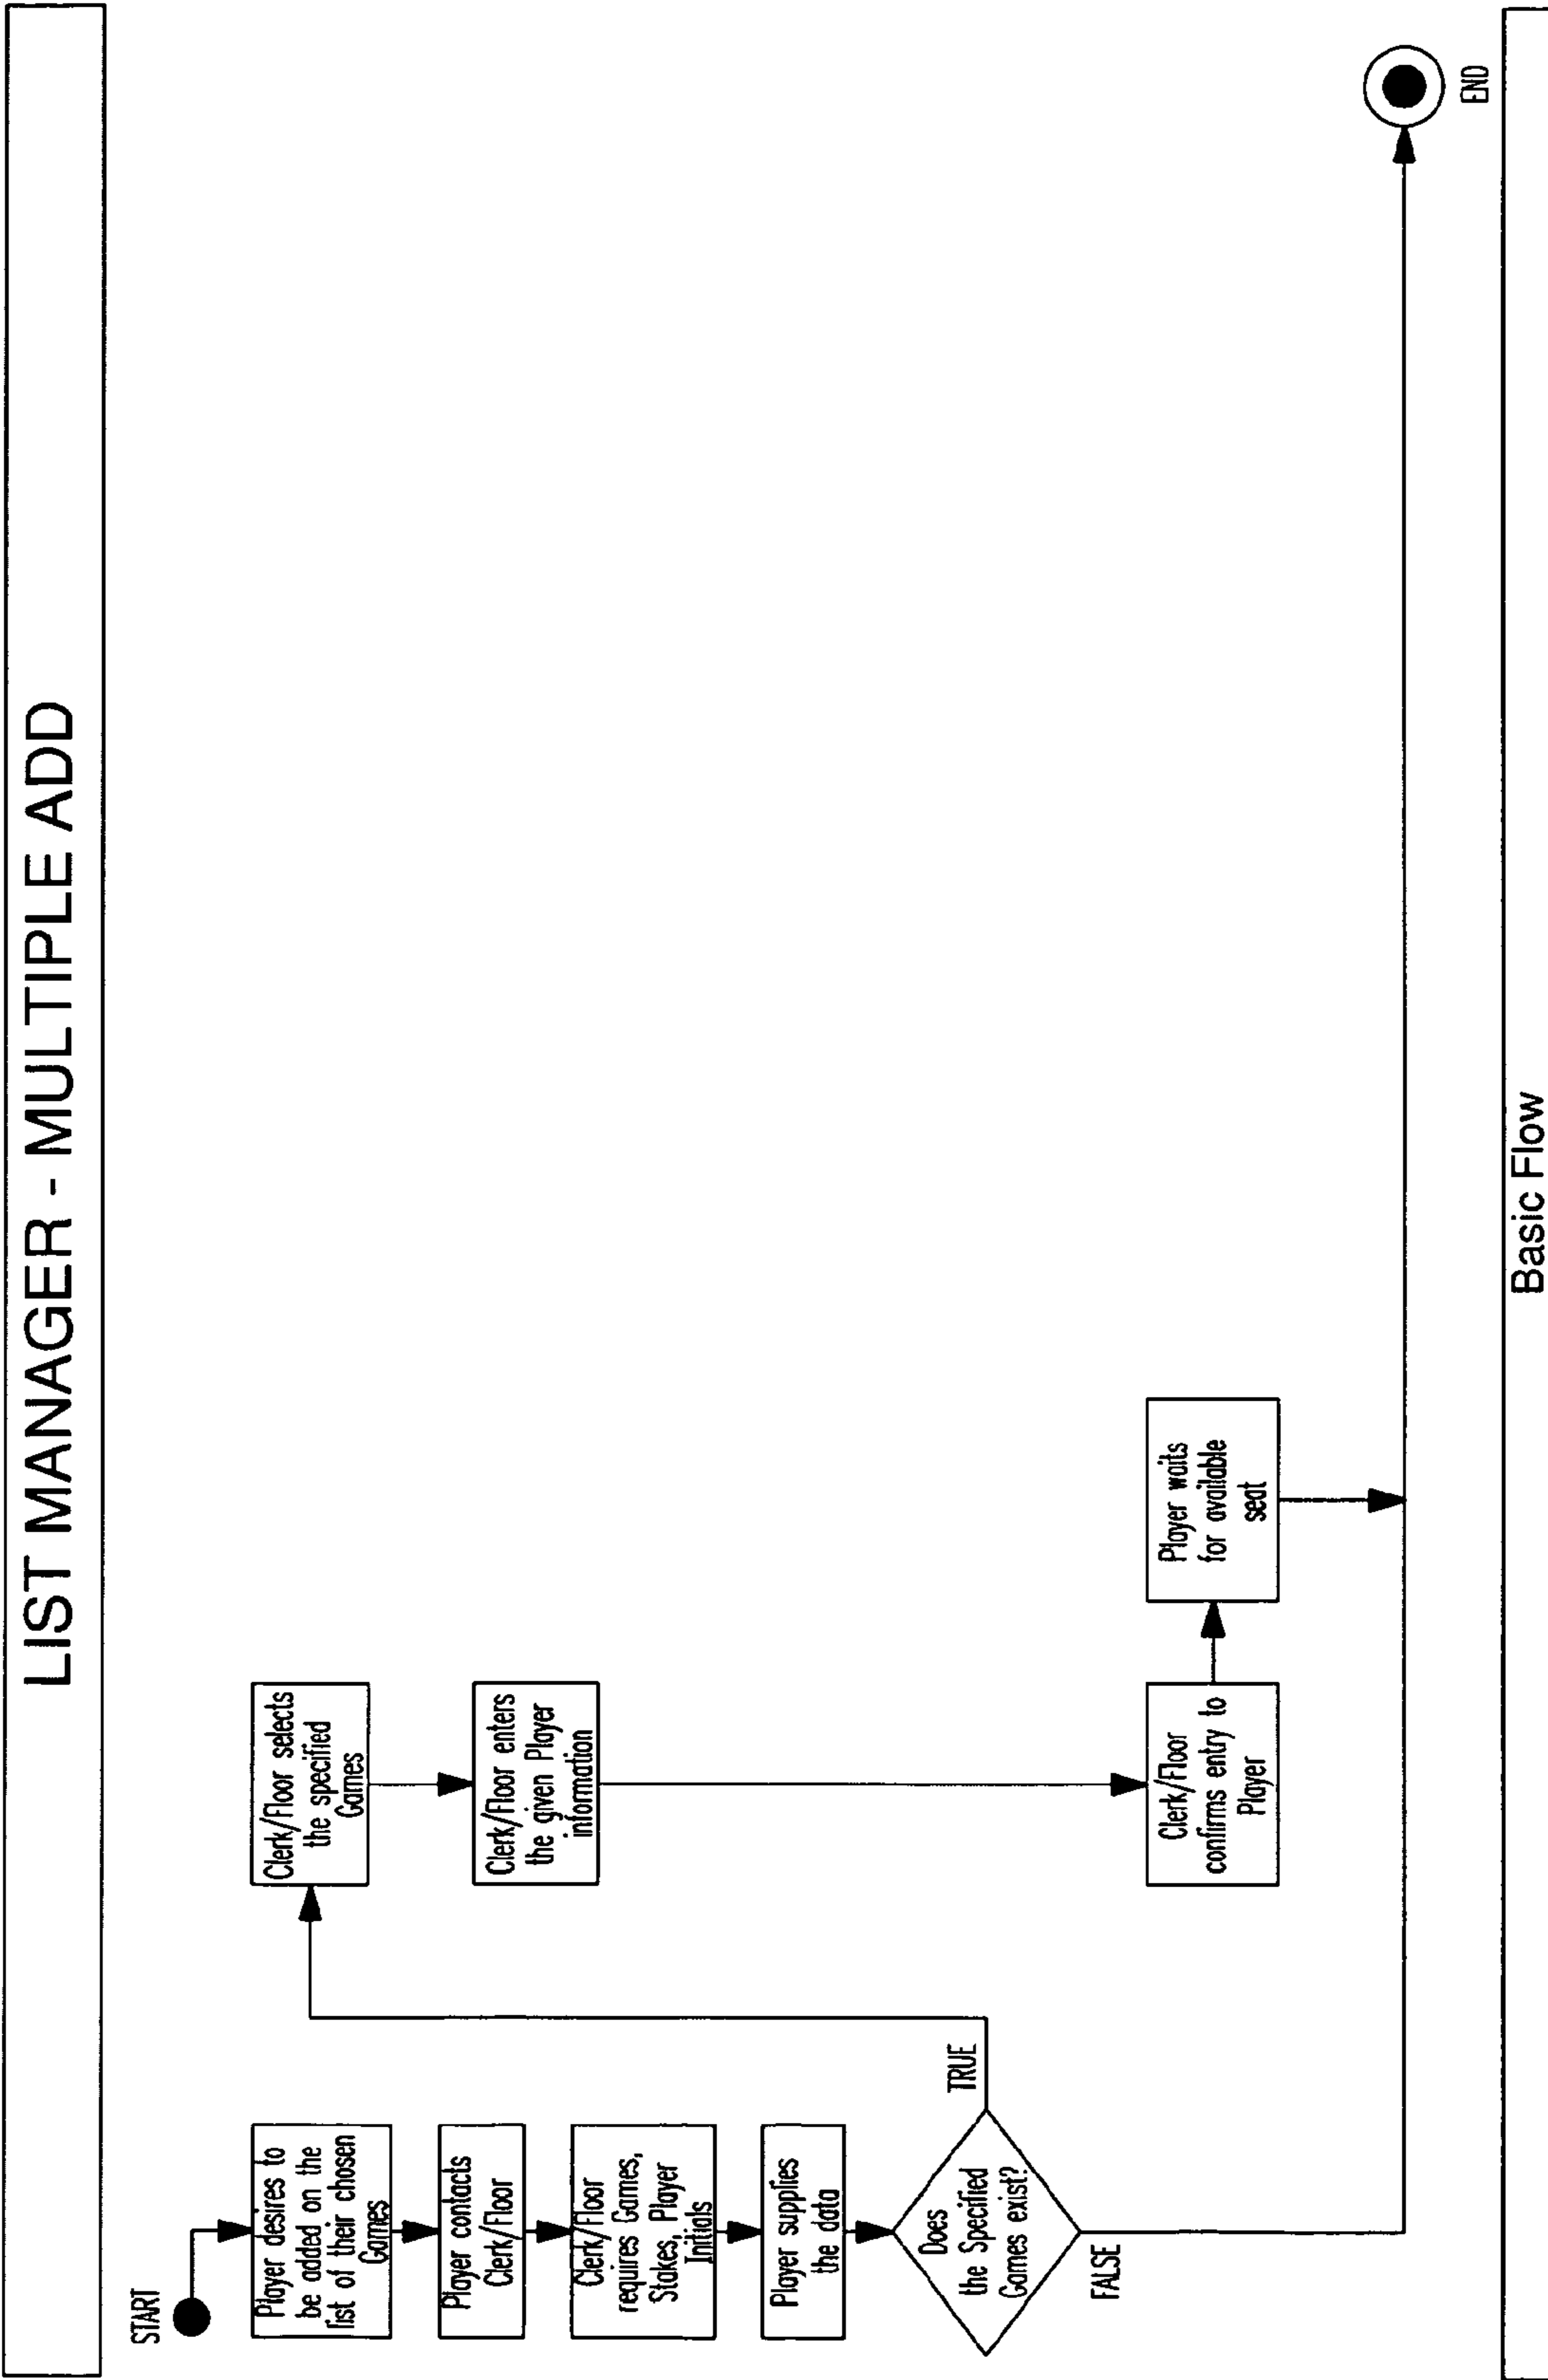 LIST MANAGER - MULTIPLE ADD
START
Player desires to
be added on the
list of their chosen
Games
Player contacts
Clerk/Floor
Clerk/Floor
requires Games,
Stakes, Player
Initials
Player supplies
the data
Does
the Specified
Games exist?
TRUE
FALSE
Clerk/Floor selects
the specified
Games
Clerk/Floor enters
the given Player
information
Clerk/Floor
confirms entry to
Player
Player waits
for available
seat
END
Basic Flow